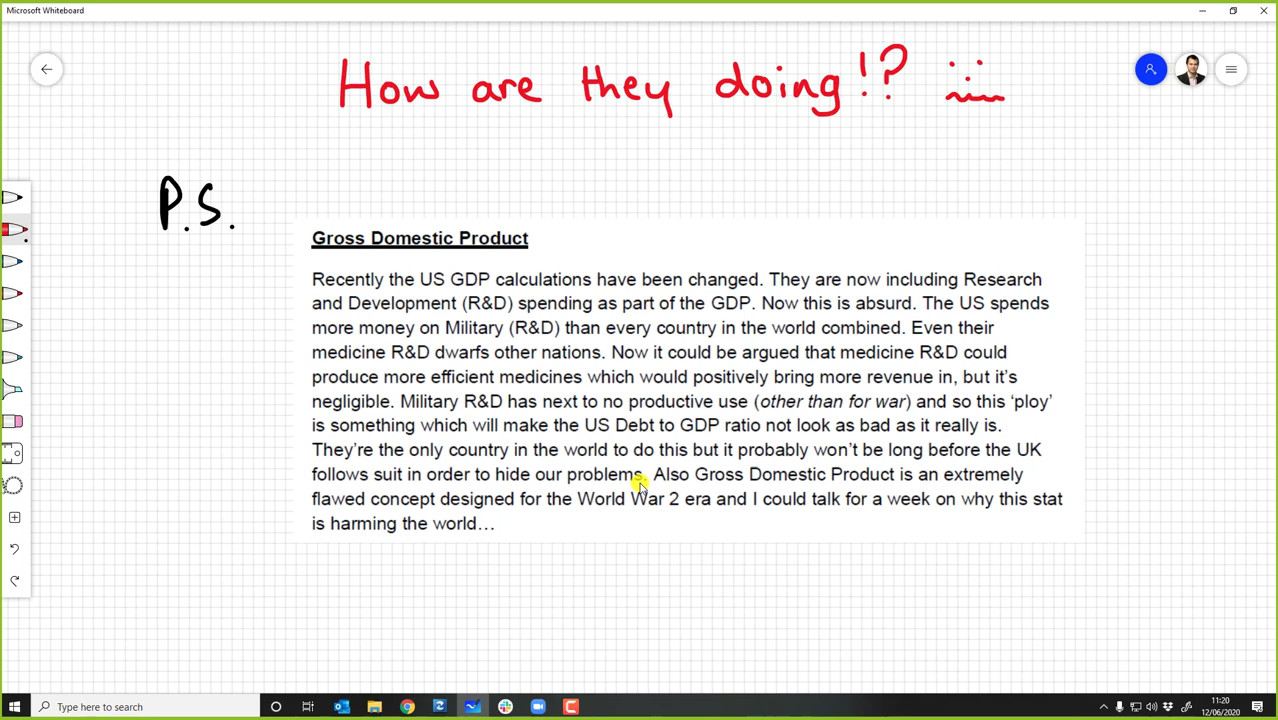 Microsoft Whiteboard
How are they doing!?
P.S.
Gross Domestic Product
Recently the US GDP calculations have been changed. They are now including Research
and Development (R&D) spending as part of the GDP. Now this is absurd. The US spends
more money on Military (R&D) than every country in the world combined. Even their
medicine R&D dwarfs other nations. Now it could be argued that medicine R&D could
produce more efficient medicines which would positively bring more revenue in, but it's
negligible. Military R&D has next to no productive use (other than for war) and so this 'ploy'
is something which will make the US Debt to GDP ratio not look as bad as it really is.
They're the only country in the world to do this but it probably won't be long before the UK
follows suit in order to hide our problems. Also Gross Domestic Product is an extremely
flawed concept designed for the World War 2 era and I could talk for a week on why this stat
is harming the world…
Type here to search
11:20
12/06/2020